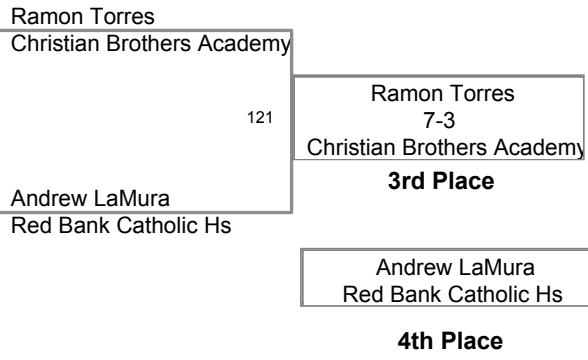 Ramon Torres
Christian Brothers Academy
121
Ramon Torres
7-3
Christian Brothers Academy
3rd Place
Andrew LaMura
Red Bank Catholic Hs
Andrew LaMura
Red Bank Catholic Hs
4th Place